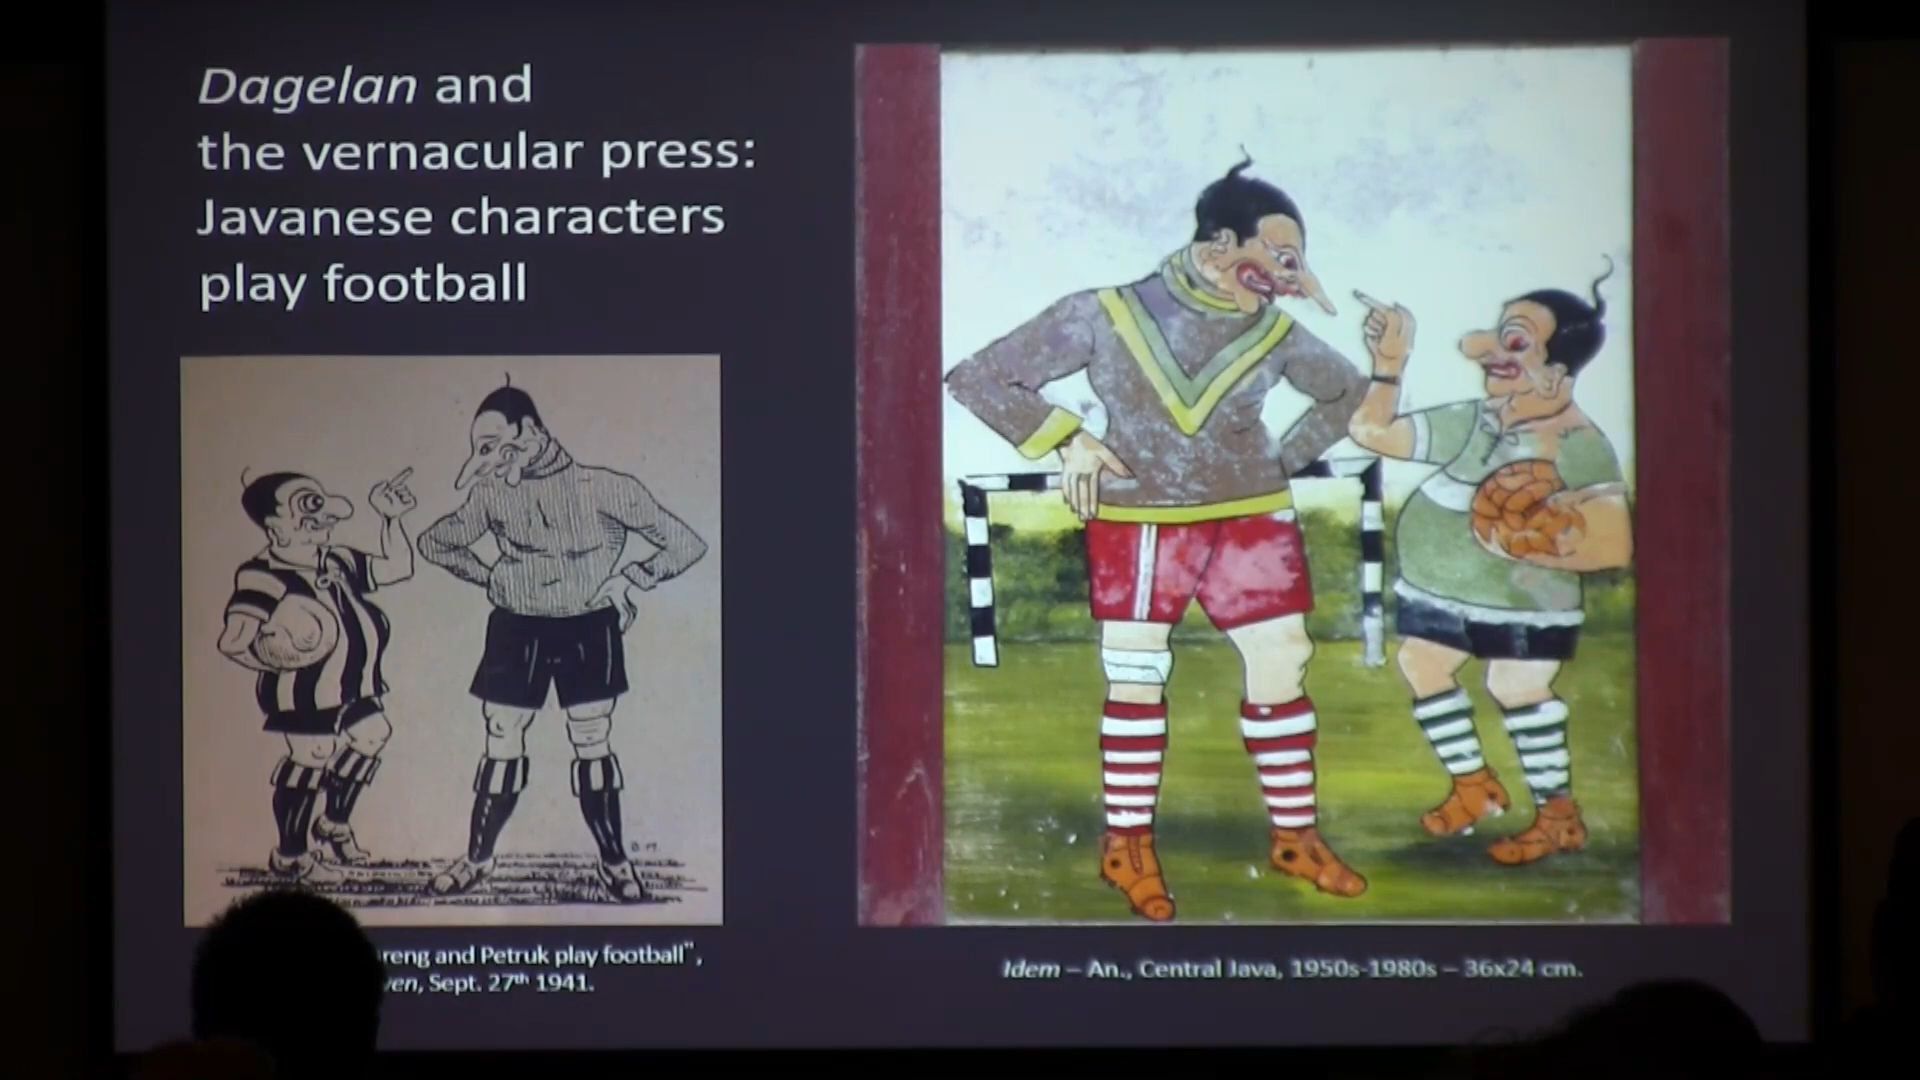 Dagelan and
the vernacular press:
Javanese characters
play football
B.M.
reng and Petruk play football",
en, Sept. 27th 1941.
Idem – An., Central Java, 1950s-1980s – 36x24 cm.